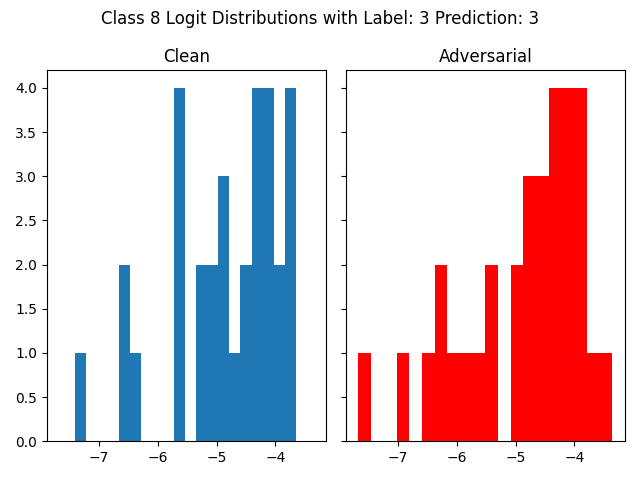 Class 8 Logit Distributions with Label: 3 Prediction: 3
Clean
Adversarial
4.0
3.5
3.0
2.5
2.0
1.5
1.0
0.5
0.0
−7 −6 −5 −4
−7 −6 −5 −4